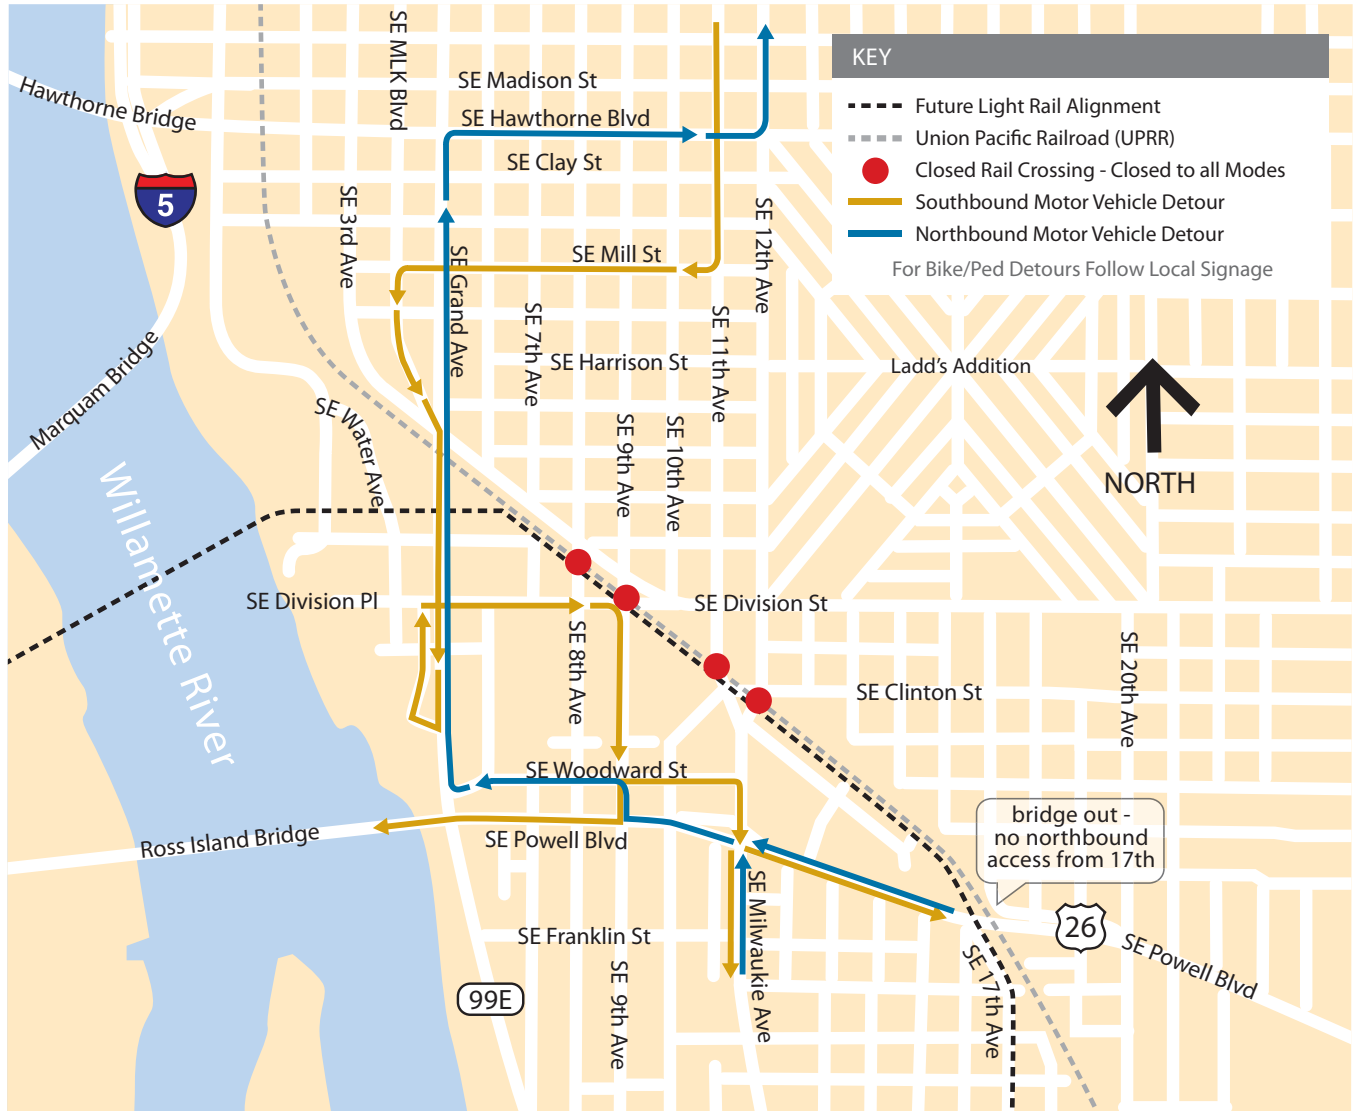 KEY
Future Light Rail Alignment
Union Pacific Railroad (UPRR)
Closed Rail Crossing - Closed to all Modes
Southbound Motor Vehicle Detour
Northbound Motor Vehicle Detour
For Bike/Ped Detours Follow Local Signage
SE MLK Blvd
SE Madison St
Hawthorne Bridge
SE Hawthorne Blvd
SE Clay St
5
SE 3rd Ave
SE 12th Ave
SE Mill St
SE Grand Ave
SE 7th Ave
SE 11th Ave
SE Harrison St
Ladd's Addition
Marquam Bridge
SE Water Ave
SE 9th Ave
SE 10th Ave
NORTH
Willamette River
SE Division Pl
SE Division St
SE 8th Ave
SE 20th Ave
SE Clinton St
SE Woodward St
Ross Island Bridge
SE Powell Blvd
bridge out -
no northbound
access from 17th
26
SE Milwaukie Ave
SE Franklin St
SE Powell Blvd
SE 17th Ave
SE 9th Ave
99E